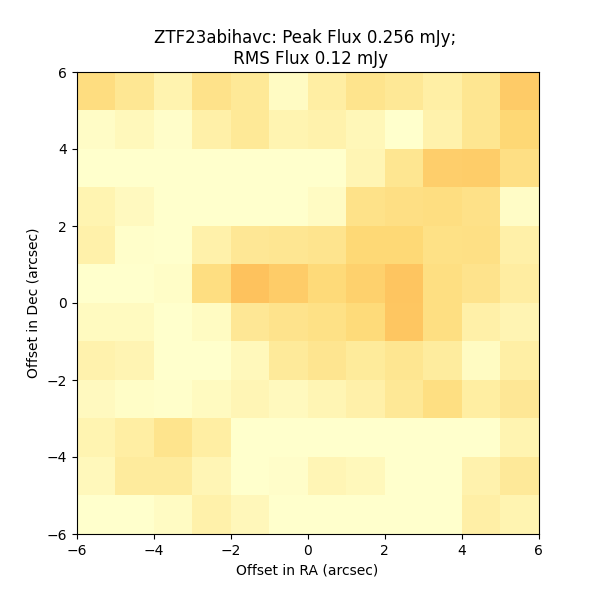 ZTF23abihavc: Peak Flux 0.256 mJy;
RMS Flux 0.12 mJy
6
4
2
0
−2
−4
−6
Offset in Dec (arcsec)
−6 −4 −2 0 2 4 6
Offset in RA (arcsec)